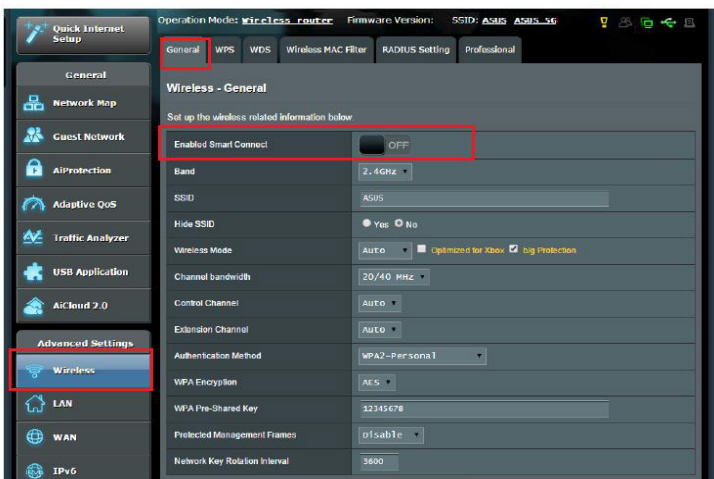 Quick Internet
Setup
Operation Mode: Wireless router Firmware Version: SSID: ASUS ASUS_5G
General WPS WDS Wireless MAC Filter RADIUS Setting Professional
General
Network Map
Guest Network
AiProtection
Adaptive QoS
Traffic Analyzer
USB Application
AiCloud 2.0
Advanced Settings
Wireless
LAN
WAN
IPv6
Wireless - General
Set up the wireless related information below.
Enabled Smart Connect OFF
Band 2.4GHz
SSID ASUS
Hide SSID Yes No
Wireless Mode Auto Optimized for Xbox b/g Protection
Channel bandwidth 20/40 MHz
Control Channel Auto
Extension Channel Auto
Authentication Method WPA2-Personal
WPA Encryption AES
WPA Pre-Shared Key 12345678
Protected Management Frames Disable
Network Key Rotation Interval 3600